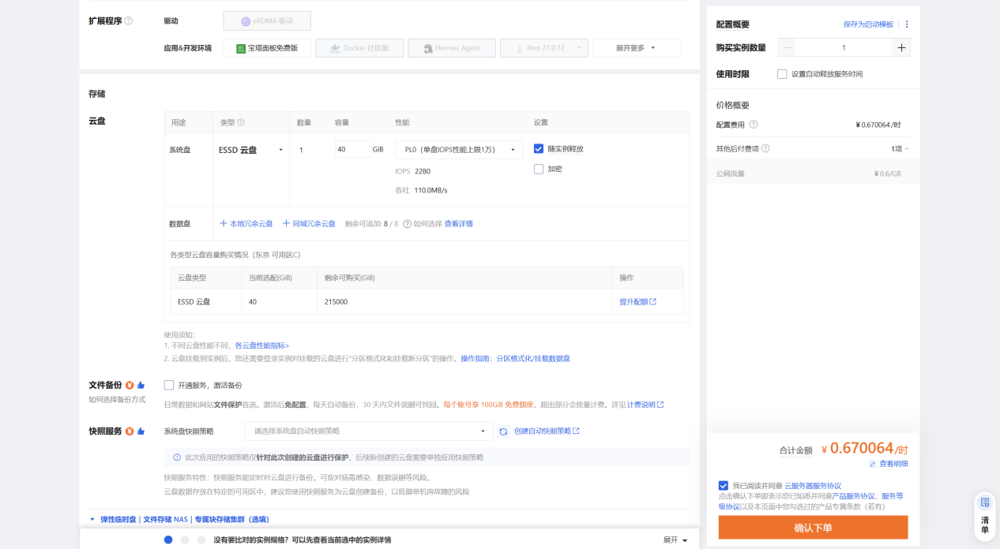 扩展程序
驱动
eRDMA 驱动
应用&开发环境
宝塔面板免费版
Docker 社区版
Hermes Agent
Java 21.0.12
展开更多
存储
云盘
用途 类型 数量 容量 性能 设置
系统盘 ESSD 云盘 1 40 GiB PL0（单盘IOPS性能上限1万） 随实例释放
IOPS 2280 加密
吞吐 110.0MB/s
数据盘 本地冗余云盘 同城冗余云盘 剩余可添加: 8 / 8 如何选择 查看详情
各类型云盘容量购买情况（东京 可用区C）
云盘类型 当前选配(GiB) 剩余可购买(GiB) 操作
ESSD 云盘 40 215000 提升配额
使用须知:
1. 不同云盘性能不同，各云盘性能指标>
2. 云盘挂载到实例后，您还需要登录实例对挂载的云盘进行“分区格式化和挂载新分区”的操作。操作指南：分区格式化/挂载数据盘
文件备份
如何选择备份方式
开通服务，激活备份
日常数据和网站文件保护首选。激活后免配置，每天自动备份，30 天内文件误删可找回。每个账号享 100GiB 免费额度，超出部分会按量计费。详见计费说明
快照服务
系统盘快照策略
请选择系统盘自动快照策略
创建自动快照策略
此次应用的快照策略仅针对此次创建的云盘进行保护，后续新创建的云盘需要单独应用快照策略
快照服务特性：快照服务能定时对云盘进行备份。可应对病毒感染、数据误删等风险。
云盘数据存放在特定的可用区中，建议您使用快照服务为云盘创建备份，以抵御单机房故障的风险
弹性临时盘 | 文件存储 NAS | 专属块存储集群（选填）
没有要比对的实例规格？可以先查看当前选中的实例详情
展开
配置概要
保存为启动模板
购买实例数量
1
使用时限
设置自动释放服务时间
价格概要
配置费用 ¥ 0.670064 /时
其他后付费项 1项
公网流量 ¥ 0.6/GB
合计金额 ¥ 0.670064 /时
查看明细
我已阅读并同意 云服务器服务协议
点击确认下单即表示您已知悉并同意产品服务协议、服务等
级协议以及本页面中您勾选过的产品专属条款（若有）
确认下单
清
单